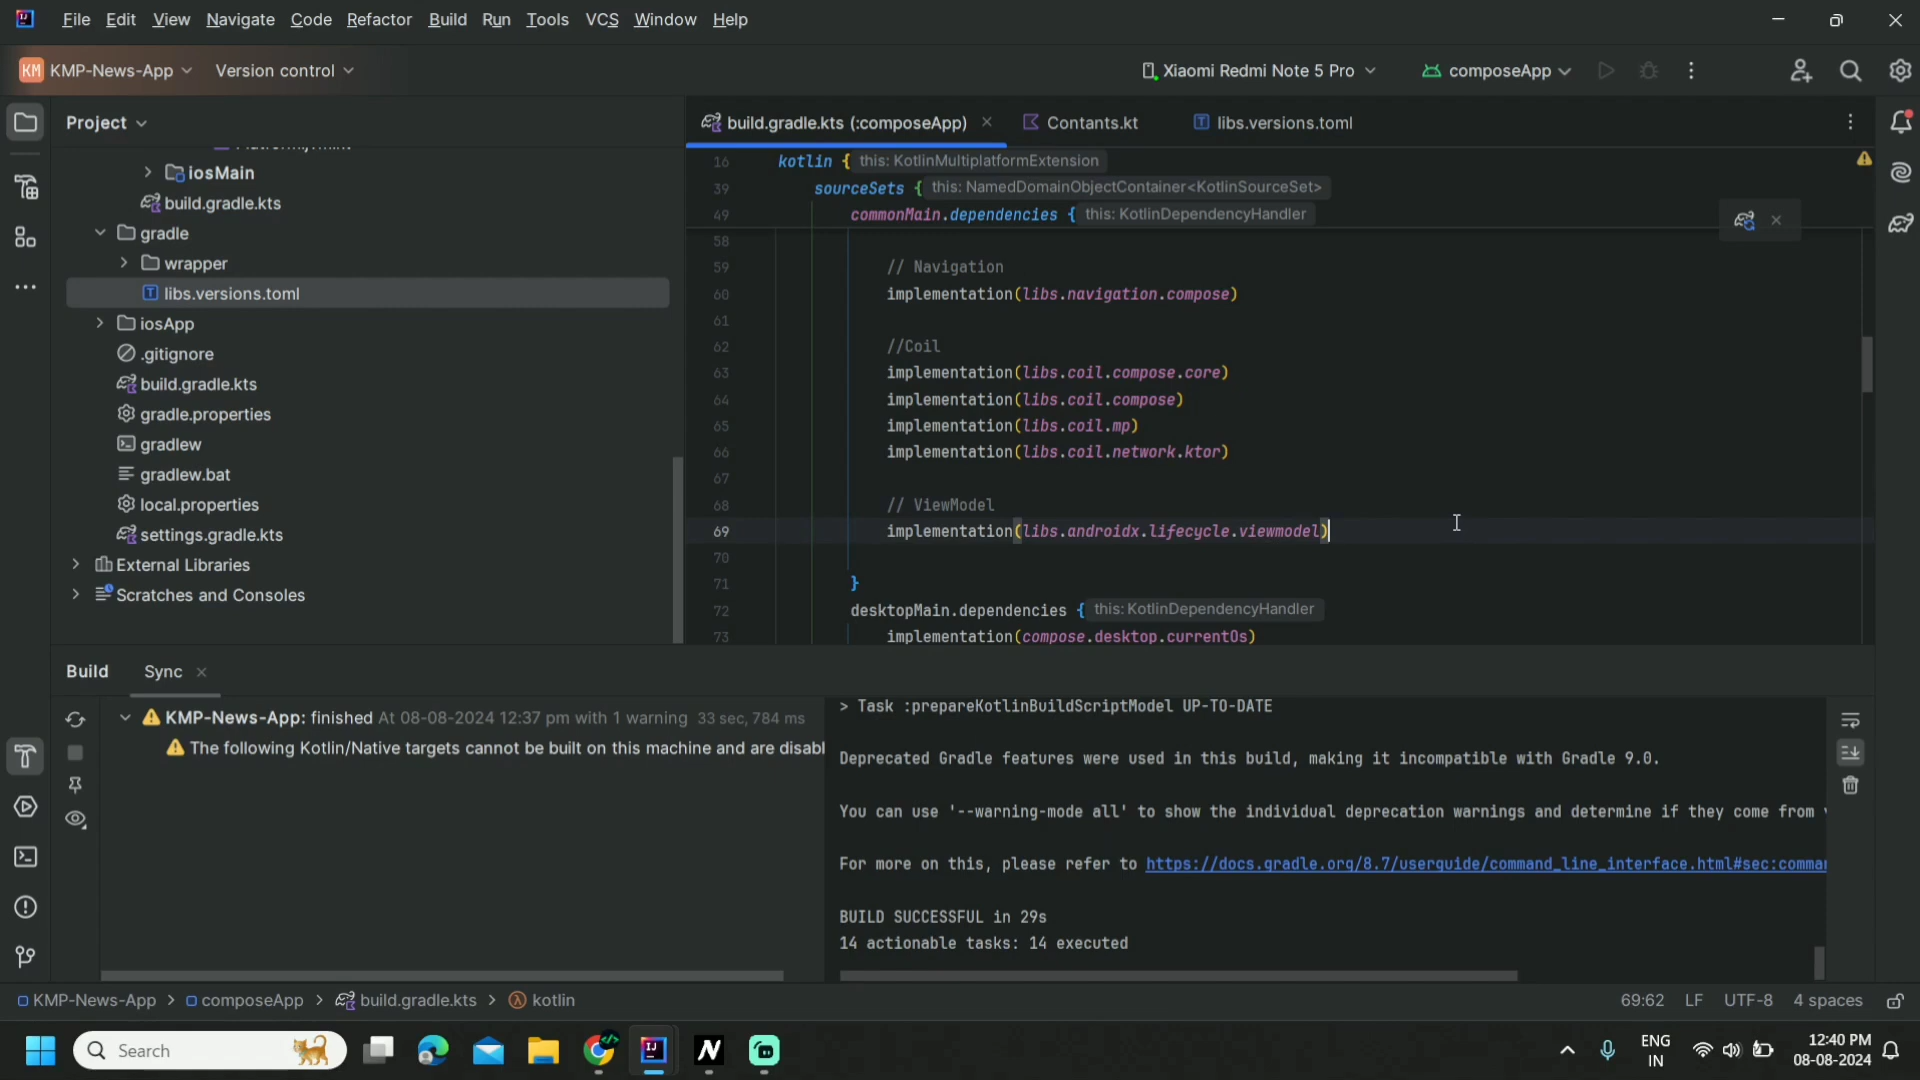 File Edit View Navigate Code Refactor Build Run Tools VCS Window Help
KM KMP-News-App Version control Xiaomi Redmi Note 5 Pro composeApp
Project
build.gradle.kts (:composeApp) Contants.kt libs.versions.toml
iosMain
build.gradle.kts
gradle
wrapper
libs.versions.toml
iosApp
.gitignore
build.gradle.kts
gradle.properties
gradlew
gradlew.bat
local.properties
settings.gradle.kts
External Libraries
Scratches and Consoles
16 kotlin { this: KotlinMultiplatformExtension
39 sourceSets { this: NamedDomainObjectContainer<KotlinSourceSet>
49 commonMain.dependencies { this: KotlinDependencyHandler
58
59 // Navigation
60 implementation(libs.navigation.compose)
61
62 //Coil
63 implementation(libs.coil.compose.core)
64 implementation(libs.coil.compose)
65 implementation(libs.coil.mp)
66 implementation(libs.coil.network.ktor)
67
68 // ViewModel
69 implementation(libs.androidx.lifecycle.viewmodel)
70
71 }
72 desktopMain.dependencies { this: KotlinDependencyHandler
73 implementation(compose.desktop.currentOs)
Build Sync
KMP-News-App: finished At 08-08-2024 12:37 pm with 1 warning 33 sec, 784 ms
The following Kotlin/Native targets cannot be built on this machine and are disabl
> Task :prepareKotlinBuildScriptModel UP-TO-DATE
Deprecated Gradle features were used in this build, making it incompatible with Gradle 9.0.
You can use '--warning-mode all' to show the individual deprecation warnings and determine if they come from
For more on this, please refer to https://docs.gradle.org/8.7/userguide/command_line_interface.html#sec:comman
BUILD SUCCESSFUL in 29s
14 actionable tasks: 14 executed
KMP-News-App > composeApp > build.gradle.kts > kotlin 69:62 LF UTF-8 4 spaces
Search
ENG
IN
12:40 PM
08-08-2024